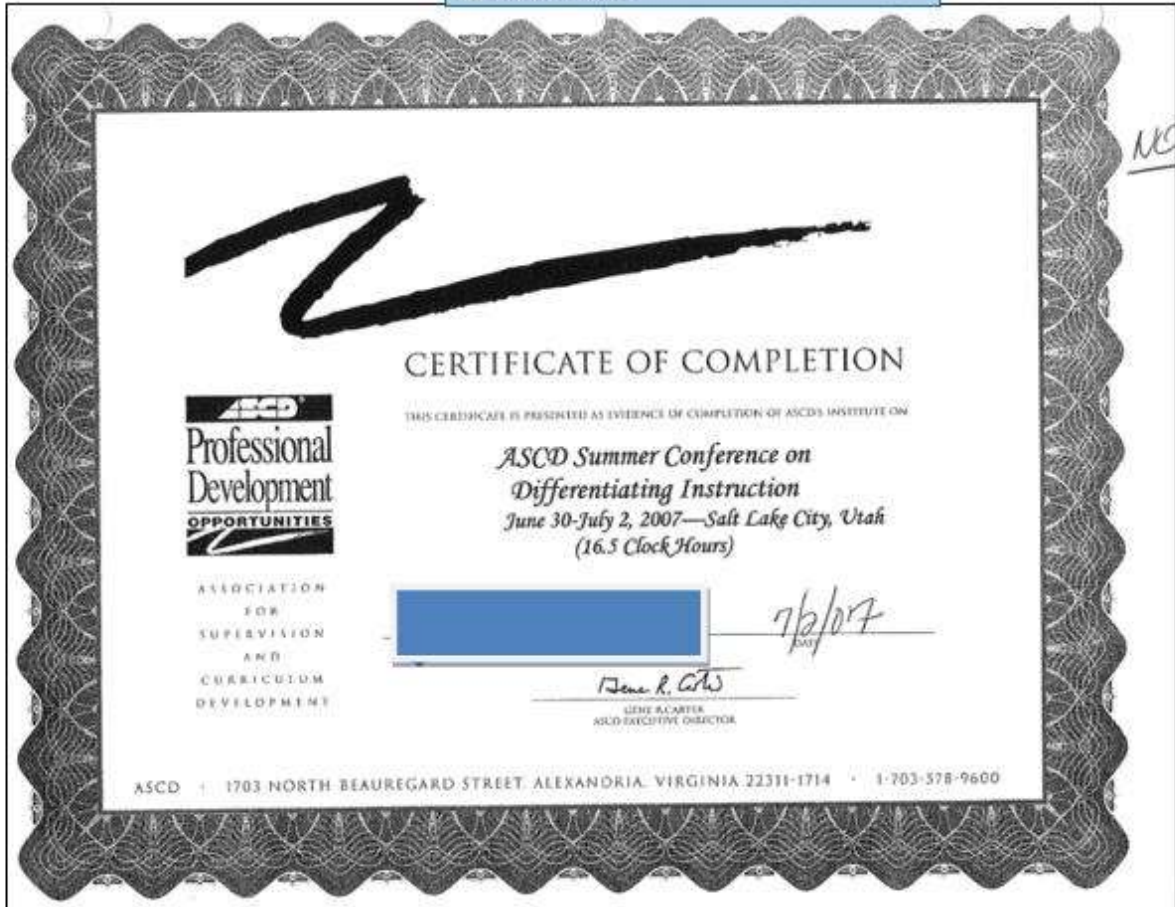 NO
CERTIFICATE OF COMPLETION
THIS CERTIFICATE IS PRESENTED AS EVIDENCE OF COMPLETION OF ASCD'S INSTITUTE ON
ASCD Summer Conference on
Differentiating Instruction
June 30-July 2, 2007—Salt Lake City, Utah
(16.5 Clock Hours)
ASCD®
Professional
Development
OPPORTUNITIES
ASSOCIATION
FOR
SUPERVISION
AND
CURRICULUM
DEVELOPMENT
7/2/07
DATE
Gene R. Carter
GENE R. CARTER
ASCD EXECUTIVE DIRECTOR
ASCD · 1703 NORTH BEAUREGARD STREET, ALEXANDRIA, VIRGINIA 22311-1714 · 1-703-578-9600